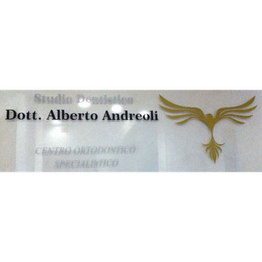 Studio Dentistico
Dott. Alberto Andreoli
CENTRO ORTODONTICO
SPECIALISTICO